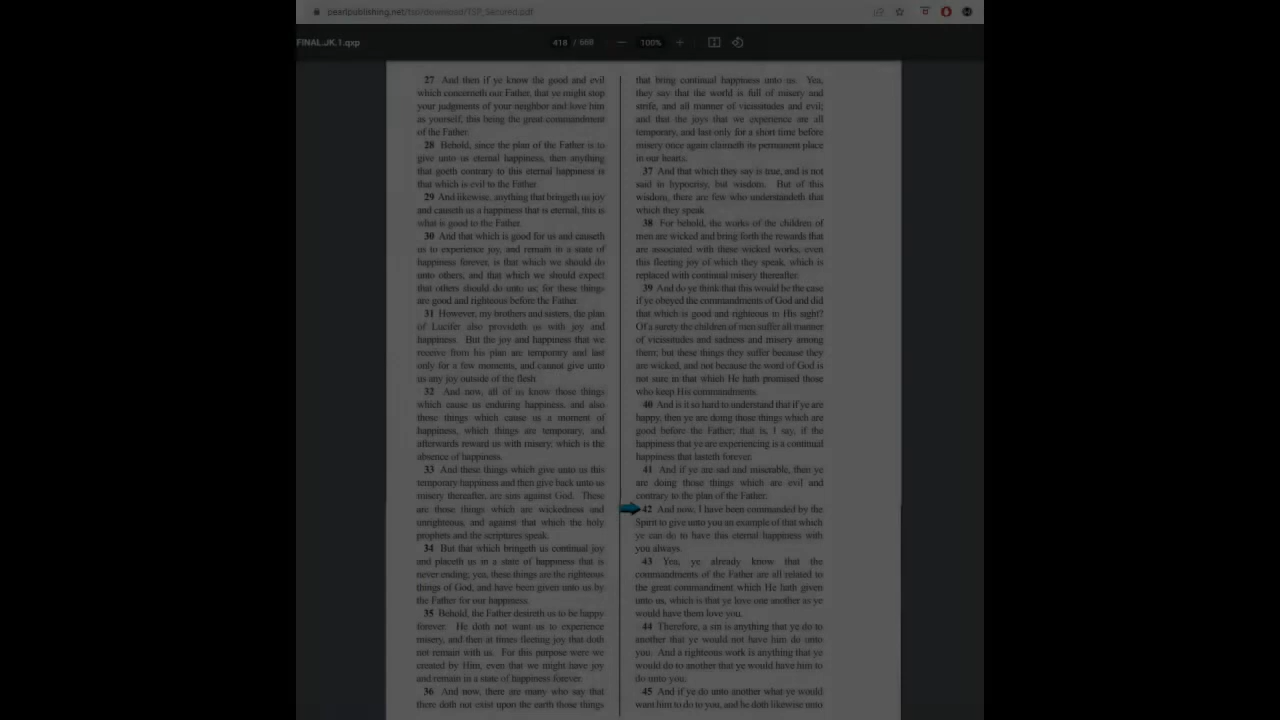 pearlpublishing.net/tsp/download/TSP_Secured.pdf
FINAL.JK.1.qxp
418 / 668
100%
27 And then if ye know the good and evil
which concerneth our Father, that ye might stop
your judgments of your neighbor and love him
as yourself, this being the great commandment
of the Father.
28 Behold, since the plan of the Father is to
give unto us eternal happiness, then anything
that goeth contrary to this eternal happiness is
that which is evil to the Father.
29 And likewise, anything that bringeth us joy
and causeth us a happiness that is eternal, this is
what is good to the Father.
30 And that which is good for us and causeth
us to experience joy, and remain in a state of
happiness forever, is that which we should do
unto others, and that which we should expect
that others should do unto us; for these things
are good and righteous before the Father.
31 However, my brothers and sisters, the plan
of Lucifer also provideth us with joy and
happiness. But the joy and happiness that we
receive from his plan are temporary and last
only for a few moments, and cannot give unto
us any joy outside of the flesh.
32 And now, all of us know those things
which cause us enduring happiness, and also
those things which cause us a moment of
happiness, which things are temporary, and
afterwards reward us with misery, which is the
absence of happiness.
33 And these things which give unto us this
temporary happiness and then give back unto us
misery thereafter, are sins against God. These
are those things which are wickedness and
unrighteous, and against that which the holy
prophets and the scriptures speak.
34 But that which bringeth us continual joy
and placeth us in a state of happiness that is
never ending, yea, these things are the righteous
things of God, and have been given unto us by
the Father for our happiness.
35 Behold, the Father desireth us to be happy
forever. He doth not want us to experience
misery, and then at times fleeting joy that doth
not remain with us. For this purpose were we
created by Him, even that we might have joy
and remain in a state of happiness forever.
36 And now, there are many who say that
there doth not exist upon the earth those things
that bring continual happiness unto us. Yea,
they say that the world is full of misery and
strife, and all manner of vicissitudes and evil;
and that the joys that we experience are all
temporary, and last only for a short time before
misery once again claimeth its permanent place
in our hearts.
37 And that which they say is true, and is not
said in hypocrisy, but wisdom. But of this
wisdom, there are few who understandeth that
which they speak.
38 For behold, the works of the children of
men are wicked and bring forth the rewards that
are associated with these wicked works, even
this fleeting joy of which they speak, which is
replaced with continual misery thereafter.
39 And do ye think that this would be the case
if ye obeyed the commandments of God and did
that which is good and righteous in His sight?
Of a surety the children of men suffer all manner
of vicissitudes and sadness and misery among
them; but these things they suffer because they
are wicked, and not because the word of God is
not sure in that which He hath promised those
who keep His commandments.
40 And is it so hard to understand that if ye are
happy, then ye are doing those things which are
good before the Father; that is, I say, if the
happiness that ye are experiencing is a continual
happiness that lasteth forever.
41 And if ye are sad and miserable, then ye
are doing those things which are evil and
contrary to the plan of the Father.
42 And now, I have been commanded by the
Spirit to give unto you an example of that which
ye can do to have this eternal happiness with
you always.
43 Yea, ye already know that the
commandments of the Father are all related to
the great commandment which He hath given
unto us, which is that ye love one another as ye
would have them love you.
44 Therefore, a sin is anything that ye do to
another that ye would not have him do onto
you. And a righteous work is anything that ye
would do to another that ye would have him to
do unto you.
45 And if ye do unto another what ye would
want him to do to you, and he doth likewise unto